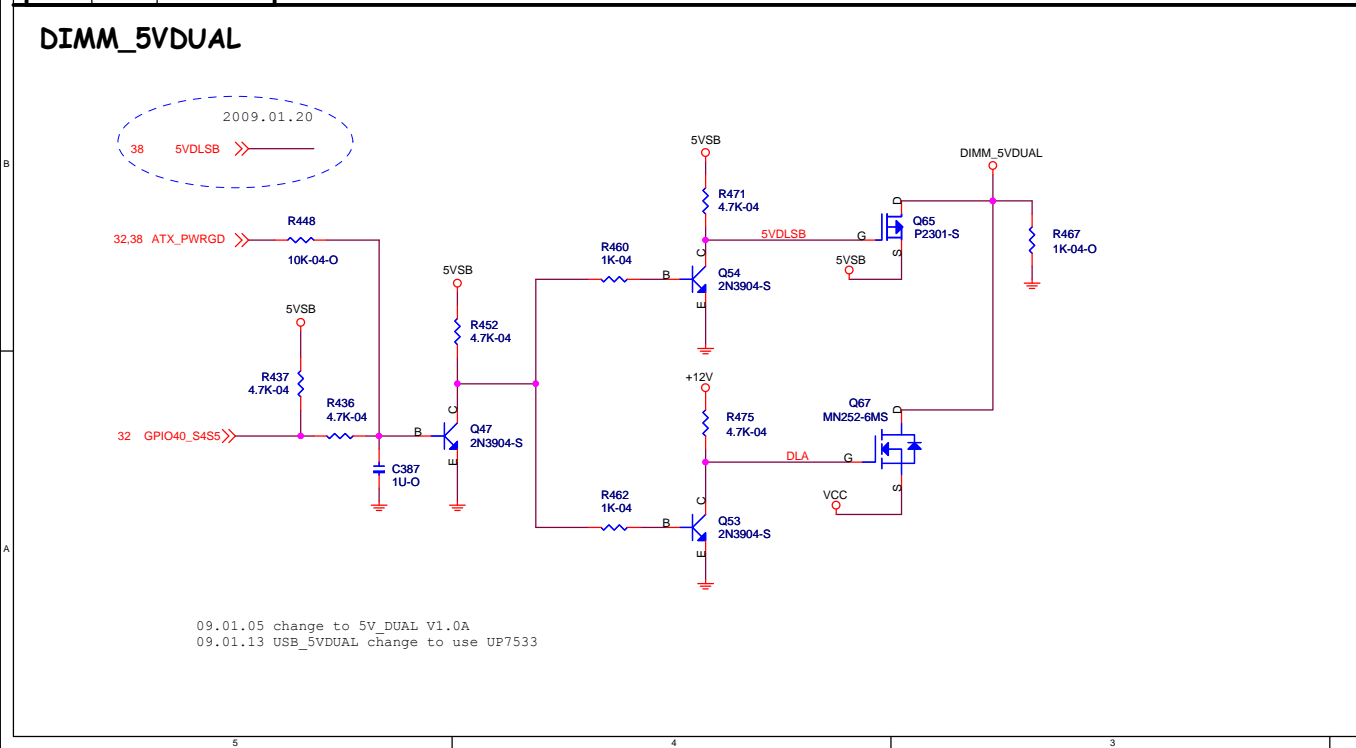 DIMM_5VDUAL
2009.01.20
38 5VDLSB
32,38 ATX_PWRGD
R448
10K-04-O
5VSB
R437
4.7K-04
R436
4.7K-04
32 GPIO40_S4S5
C387
1U-O
5VSB
R452
4.7K-04
B
C
E
Q47
2N3904-S
R460
1K-04
5VSB
R471
4.7K-04
5VDLSB
B
C
E
Q54
2N3904-S
G
D
S
Q65
P2301-S
5VSB
DIMM_5VDUAL
R467
1K-04-O
R462
1K-04
+12V
R475
4.7K-04
DLA
B
C
E
Q53
2N3904-S
G
D
S
Q67
MN252-6MS
VCC
09.01.05 change to 5V_DUAL V1.0A
09.01.13 USB_5VDUAL change to use UP7533
B
A
5
4
3